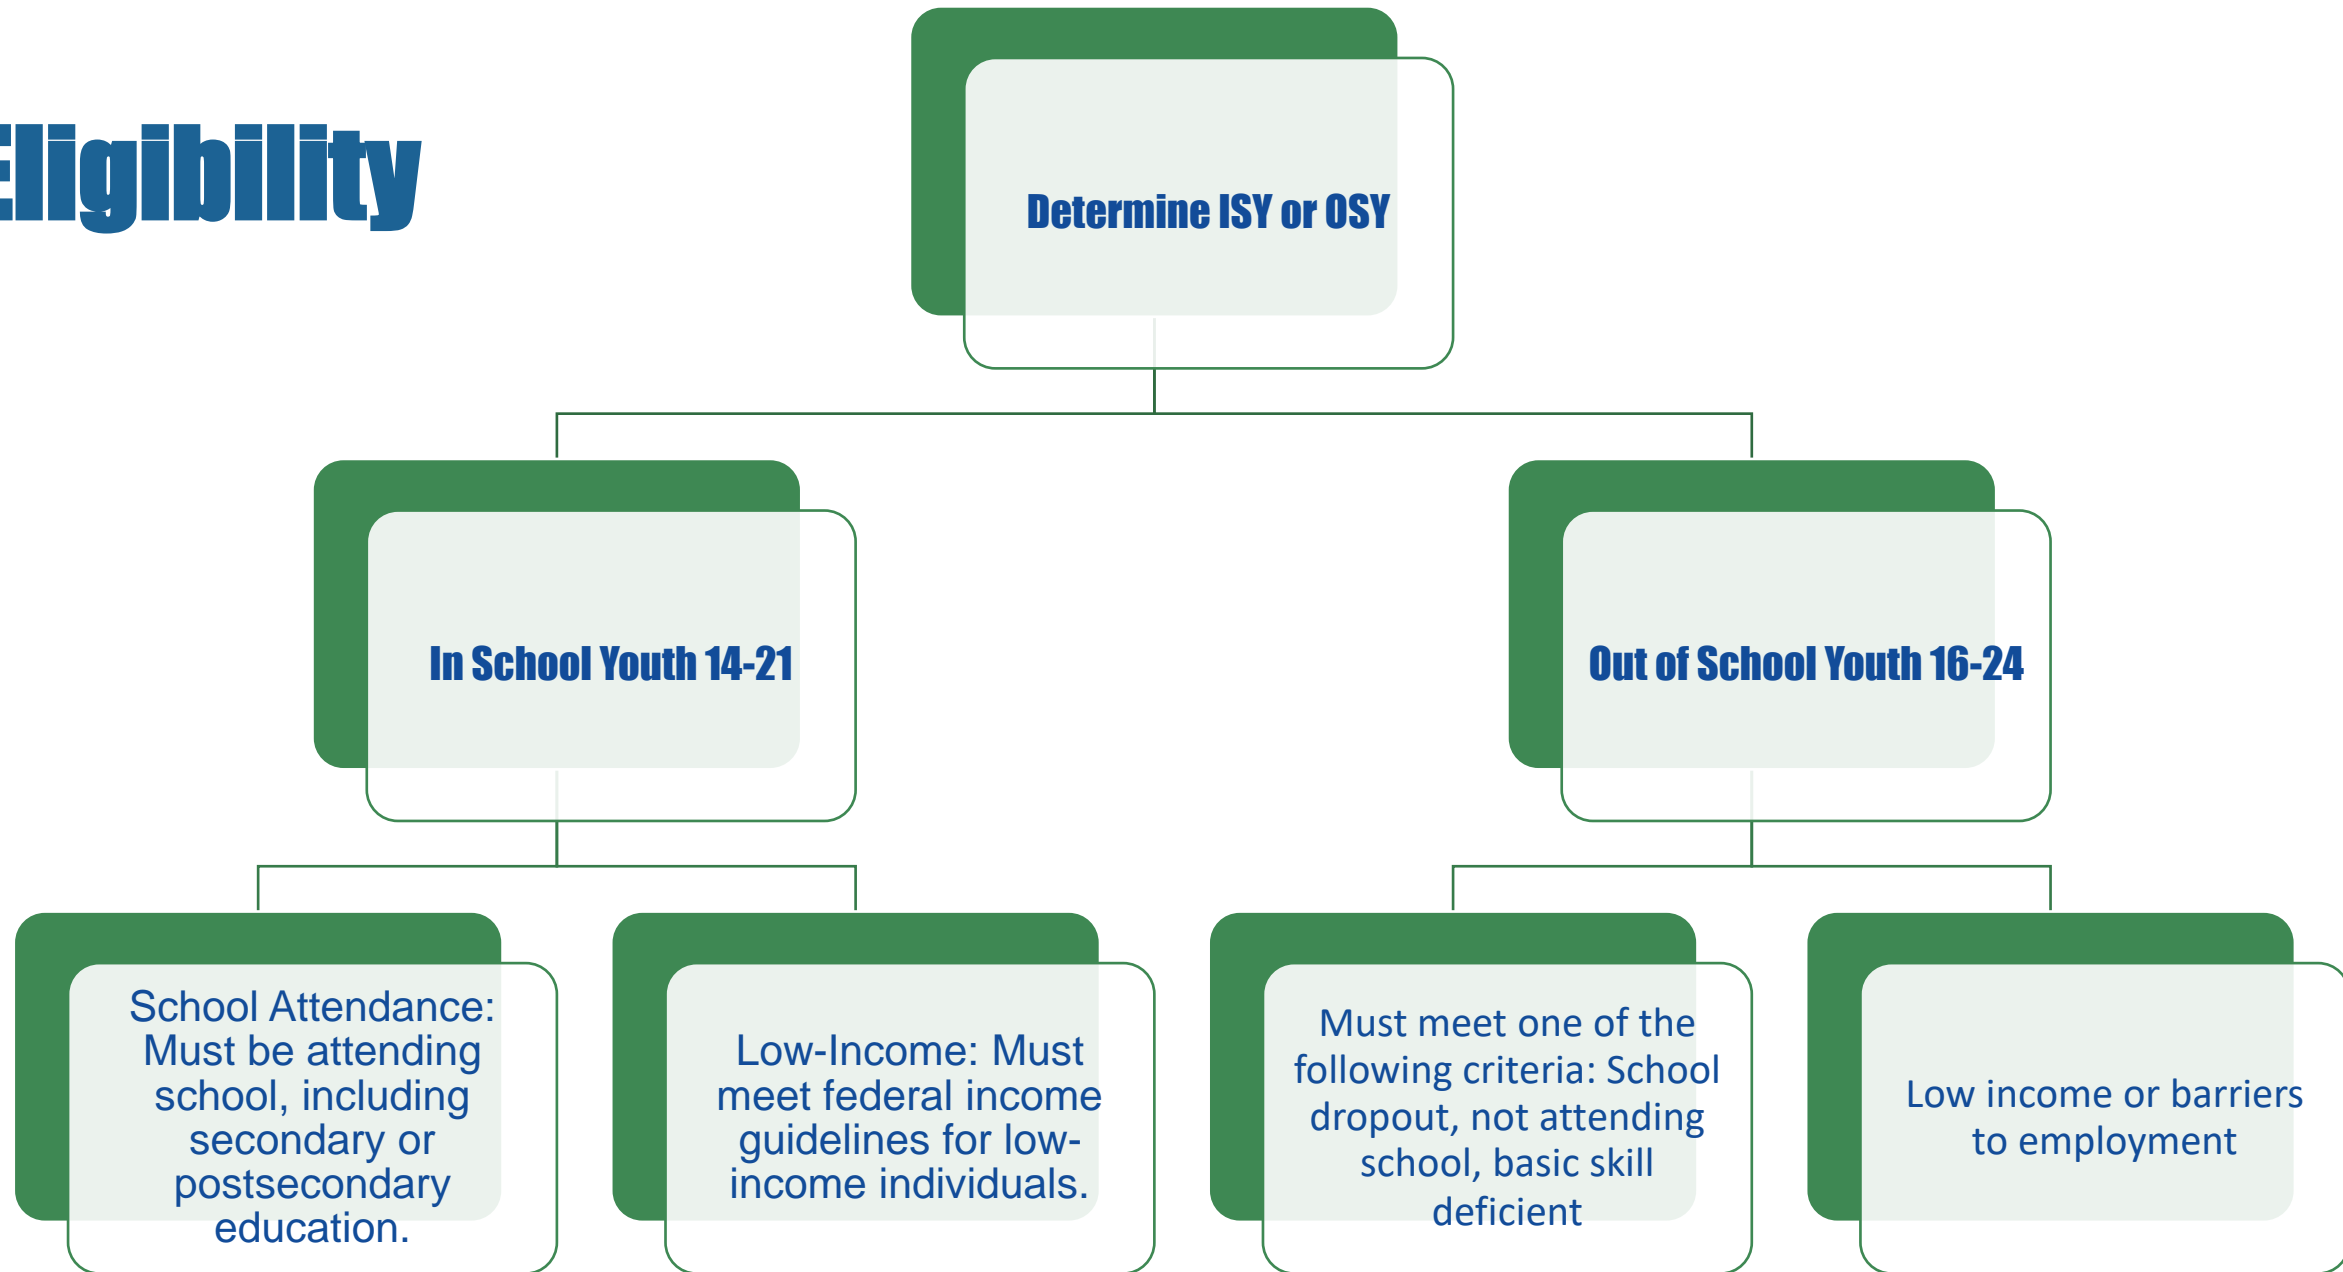 Eligibility
Determine ISY or OSY
In School Youth 14-21
Out of School Youth 16-24
School Attendance:
Must be attending
school, including
secondary or
postsecondary
education.
Low-Income: Must
meet federal income
guidelines for low-
income individuals.
Must meet one of the
following criteria: School
dropout, not attending
school, basic skill
deficient
Low income or barriers
to employment